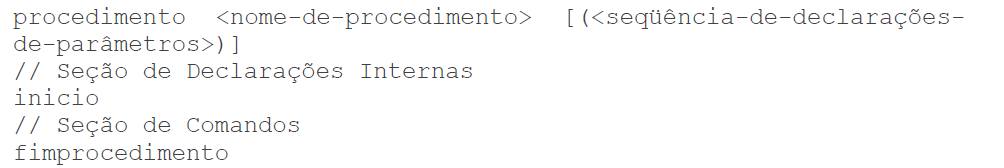 procedimento <nome-de-procedimento> [(<seqüência-de-declarações-
de-parâmetros>)]
// Seção de Declarações Internas
inicio
// Seção de Comandos
fimprocedimento